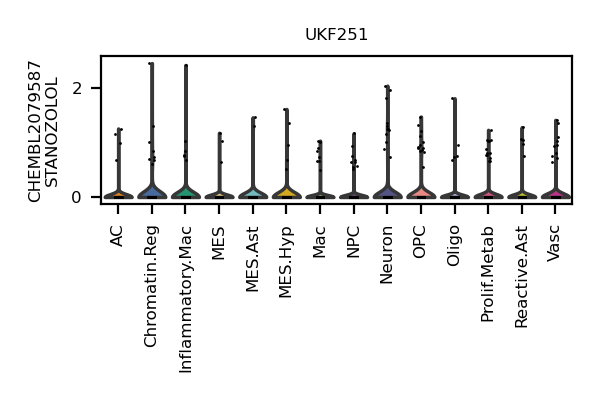 UKF251
CHEMBL2079587
STANOZOLOL
2
0
AC
Chromatin.Reg
Inflammatory.Mac
MES
MES.Ast
MES.Hyp
Mac
NPC
Neuron
OPC
Oligo
Prolif.Metab
Reactive.Ast
Vasc